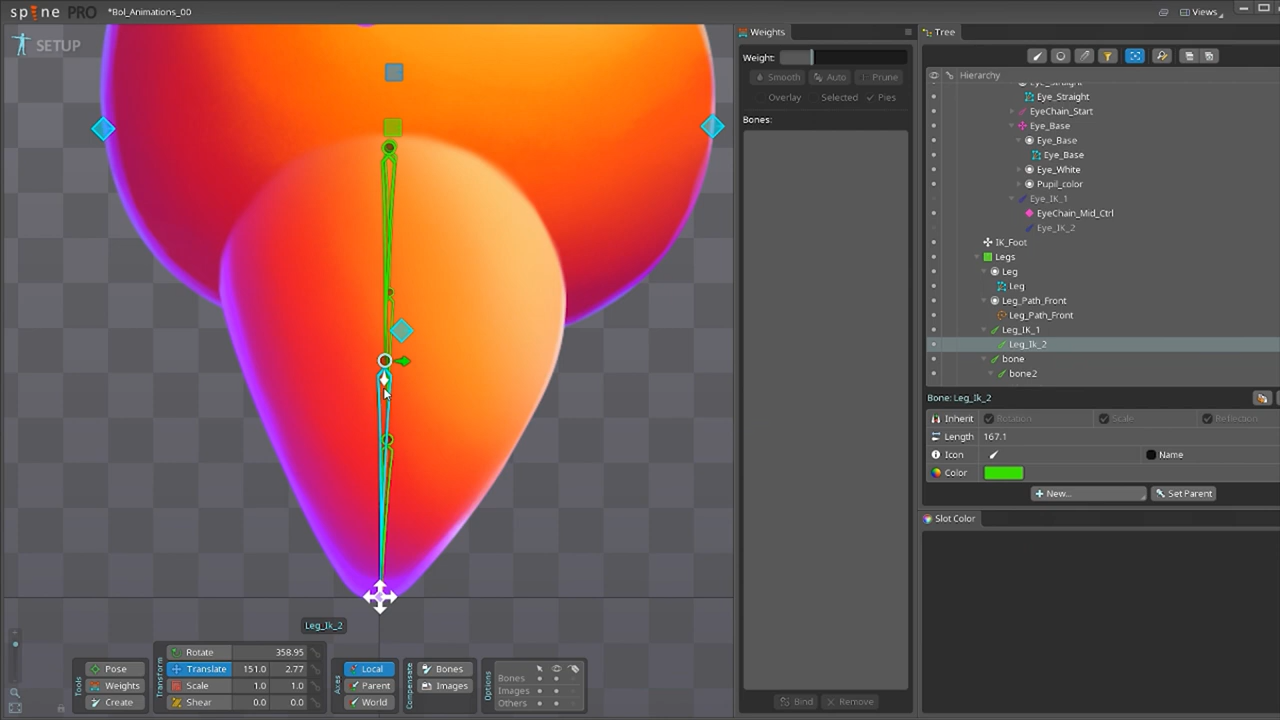 spine PRO *Bol_Animations_00 Views
SETUP
Weights
Weight:
Smooth Auto Prune
Overlay Selected Pies
Bones:
Bind Remove
Tree
Hierarchy
Eye_Straight
Eye_Straight
EyeChain_Start
Eye_Base
Eye_Base
Eye_Base
Eye_White
Pupil_color
Eye_IK_1
EyeChain_Mid_Ctrl
Eye_IK_2
IK_Foot
Legs
Leg
Leg
Leg_Path_Front
Leg_Path_Front
Leg_IK_1
Leg_Ik_2
bone
bone2
Bone: Leg_Ik_2
Inherit Rotation Scale Reflection
Length 167.1
Icon Name
Color
New... Set Parent
Slot Color
Leg_Ik_2
Tools
Pose
Weights
Create
Transform
Rotate 358.95
Translate 151.0 2.77
Scale 1.0 1.0
Shear 0.0 0.0
Axes
Local
Parent
World
Compensate
Bones
Images
Options
Bones
Images
Others